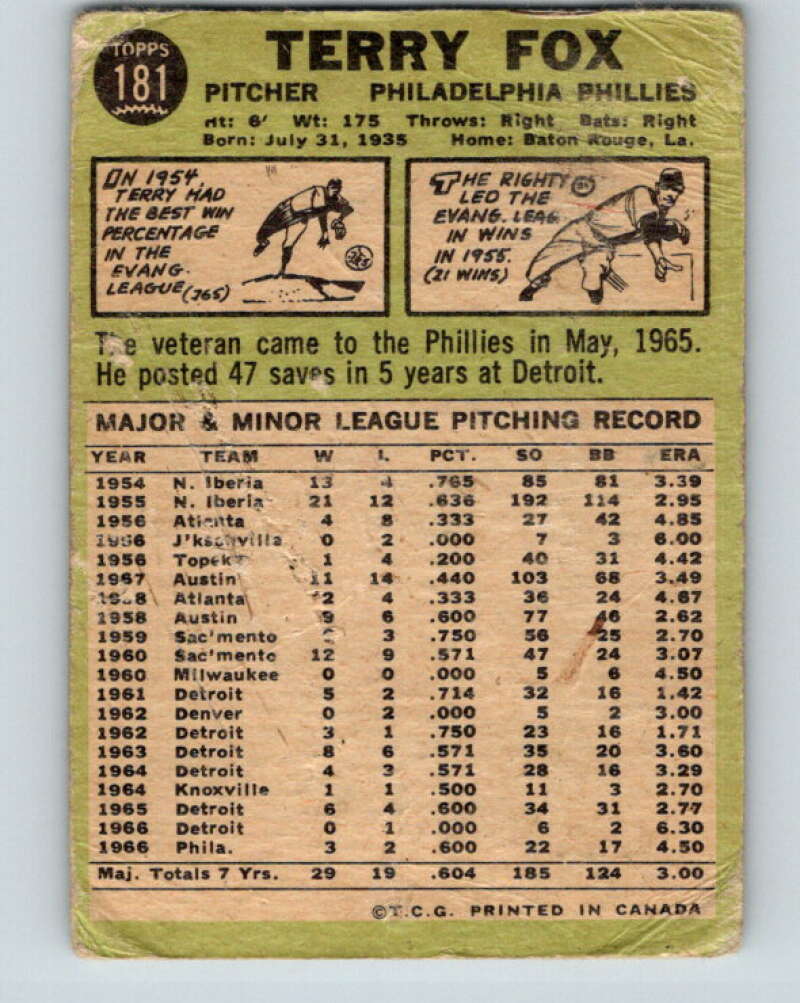 TOPPS
181
TERRY FOX
PITCHER PHILADELPHIA PHILLIES
Ht: 6' Wt: 175 Throws: Right Bats: Right
Born: July 31, 1935 Home: Baton Rouge, La.
IN 1954
TERRY HAD
THE BEST WIN
PERCENTAGE
IN THE
EVANG.
LEAGUE (765)
THE RIGHTY
LED THE
EVANG. LEAG.
IN WINS
IN 1955.
(21 WINS)
The veteran came to the Phillies in May, 1965.
He posted 47 saves in 5 years at Detroit.
MAJOR & MINOR LEAGUE PITCHING RECORD
YEAR TEAM W L PCT. SO BB ERA
1954 N. Iberia 13 4 .765 85 81 3.39
1955 N. Iberia 21 12 .636 192 114 2.95
1956 Atlanta 4 8 .333 27 42 4.85
1956 J'ksonvilla 0 2 .000 7 3 6.00
1956 Topeka 1 4 .200 40 31 4.42
1957 Austin 11 14 .440 103 68 3.49
1958 Atlanta 2 4 .333 36 24 4.67
1958 Austin 9 6 .600 77 46 2.62
1959 Sac'mento 3 .750 56 25 2.70
1960 Sac'mento 12 9 .571 47 24 3.07
1960 Milwaukee 0 0 .000 5 6 4.50
1961 Detroit 5 2 .714 32 16 1.42
1962 Denver 0 2 .000 5 2 3.00
1962 Detroit 3 1 .750 23 16 1.71
1963 Detroit 8 6 .571 35 20 3.60
1964 Detroit 4 3 .571 28 16 3.29
1964 Knoxville 1 1 .500 11 3 2.70
1965 Detroit 6 4 .600 34 31 2.77
1966 Detroit 0 1 .000 6 2 6.30
1966 Phila. 3 2 .600 22 17 4.50
Maj. Totals 7 Yrs. 29 19 .604 185 124 3.00
©T.C.G. PRINTED IN CANADA